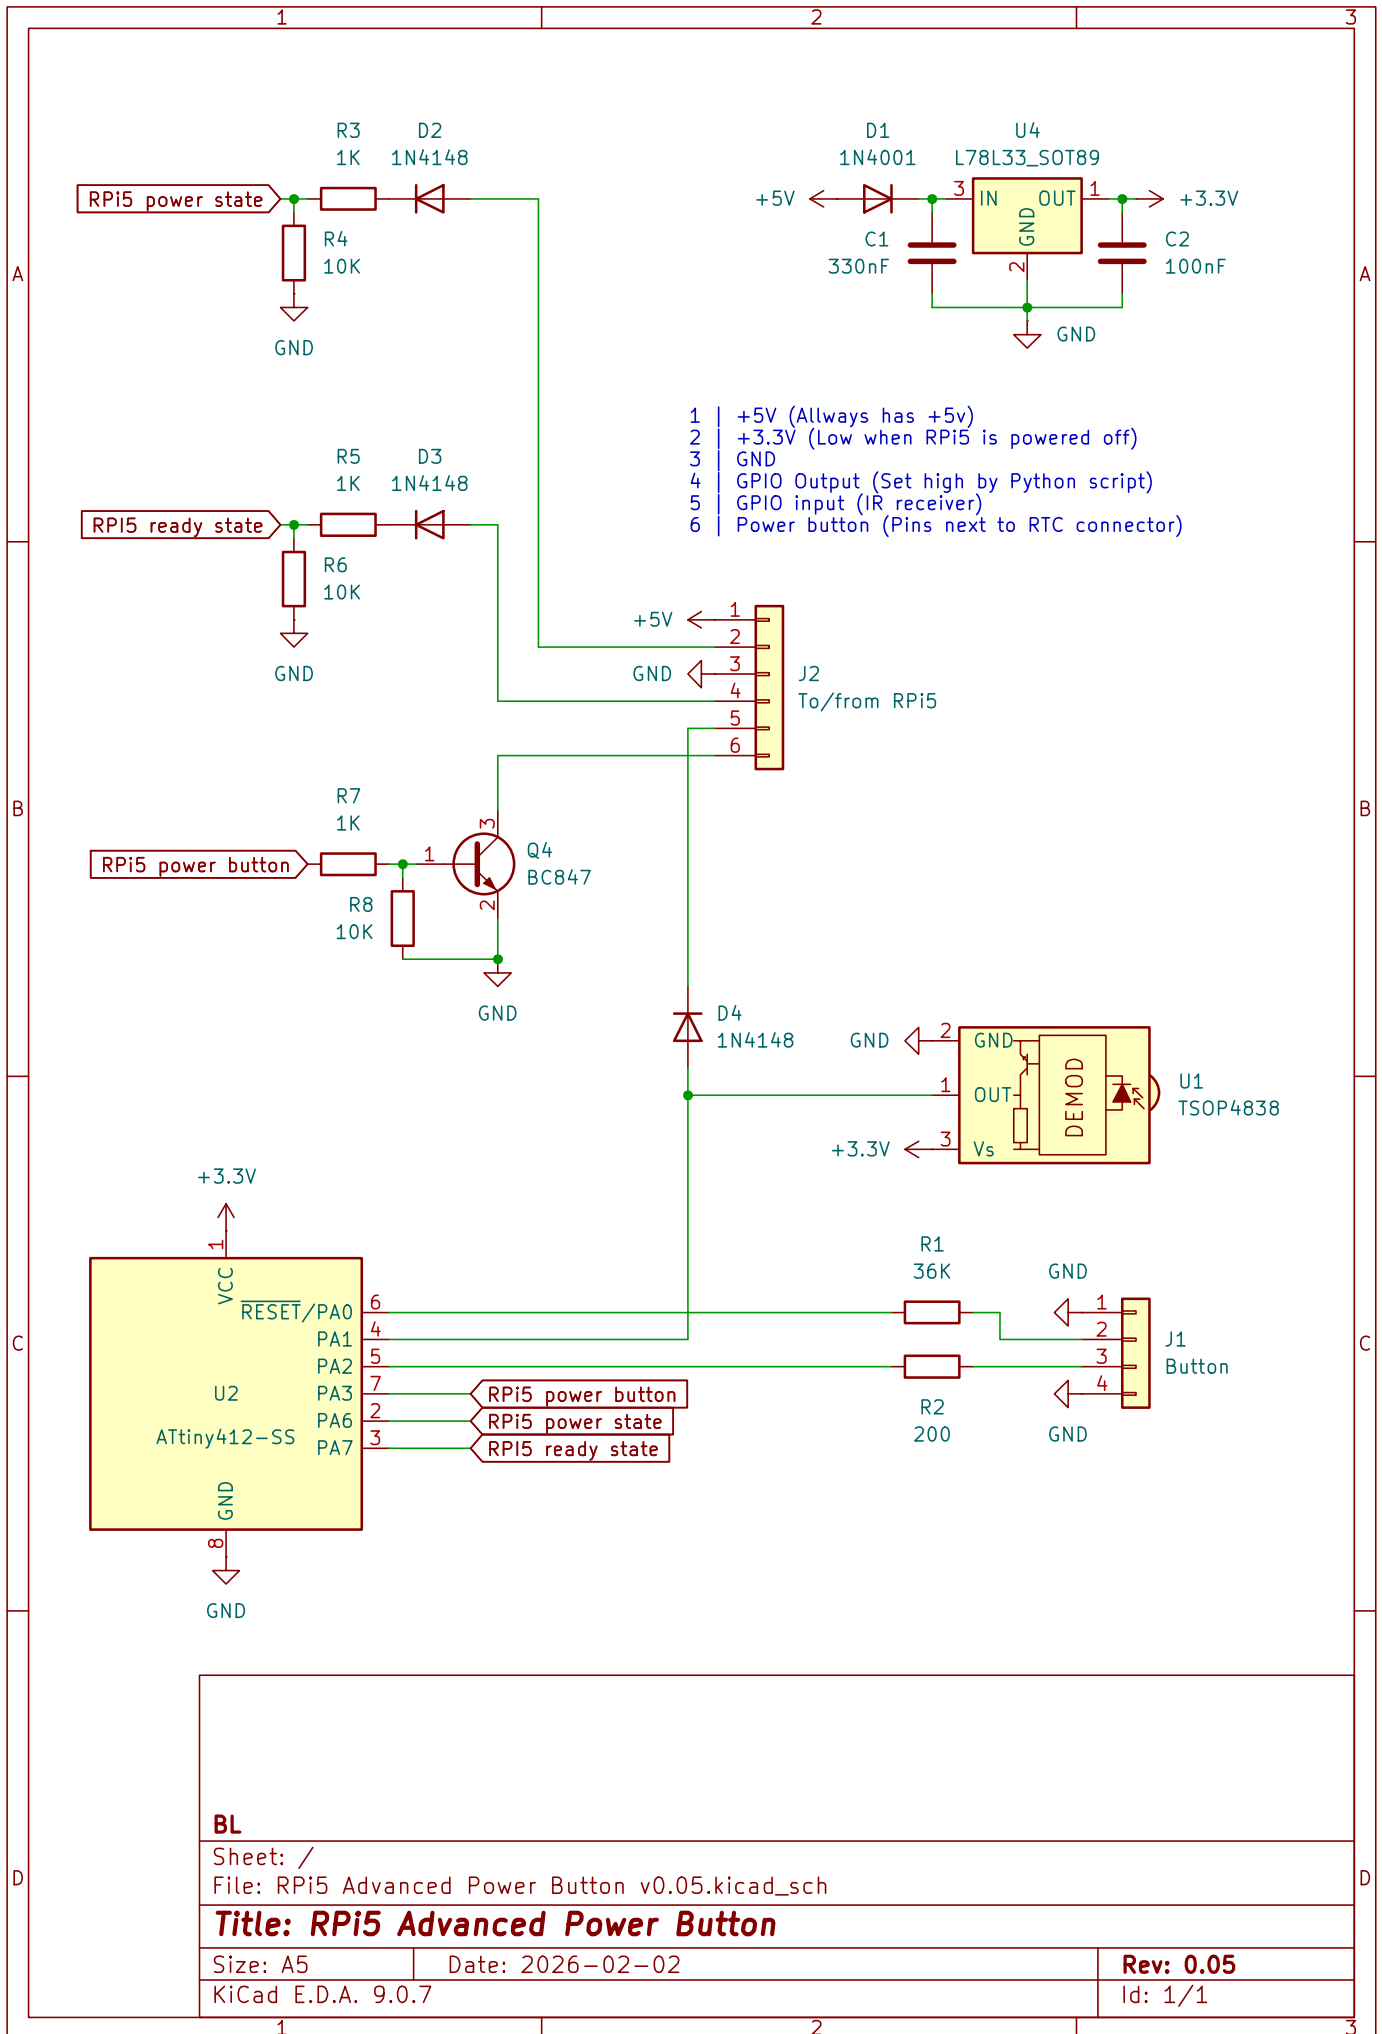 1 2 3
R3 D2 D1 U4
1K 1N4148 1N4001 L78L33_SOT89
RPi5 power state +5V 3 IN OUT 1 +3.3V
GND
2
R4 C1 C2
10K 330nF 100nF
A A
GND GND
1 | +5V (Allways has +5v)
2 | +3.3V (Low when RPi5 is powered off)
3 | GND
4 | GPIO Output (Set high by Python script)
5 | GPIO input (IR receiver)
6 | Power button (Pins next to RTC connector)
R5 D3
1K 1N4148
RPI5 ready state
R6
10K
GND
+5V 1
2
GND 3
4
5
6
J2
To/from RPi5
B B
R7
1K
RPi5 power button 1 3 2
Q4
BC847
R8
10K
GND
D4
1N4148
GND 2 GND
1 OUT
+3.3V 3 Vs
DEMOD
U1
TSOP4838
+3.3V
1
VCC
RESET/PA0 6
PA1 4
PA2 5
PA3 7 RPi5 power button
PA6 2 RPi5 power state
PA7 3 RPI5 ready state
U2
ATtiny412-SS
GND
8
GND
R1
36K
R2
200
GND 1
2
3
GND 4
J1
Button
C C
BL
Sheet: /
File: RPi5 Advanced Power Button v0.05.kicad_sch
Title: RPi5 Advanced Power Button
Size: A5 Date: 2026-02-02 Rev: 0.05
KiCad E.D.A. 9.0.7 Id: 1/1
D D
1 2 3